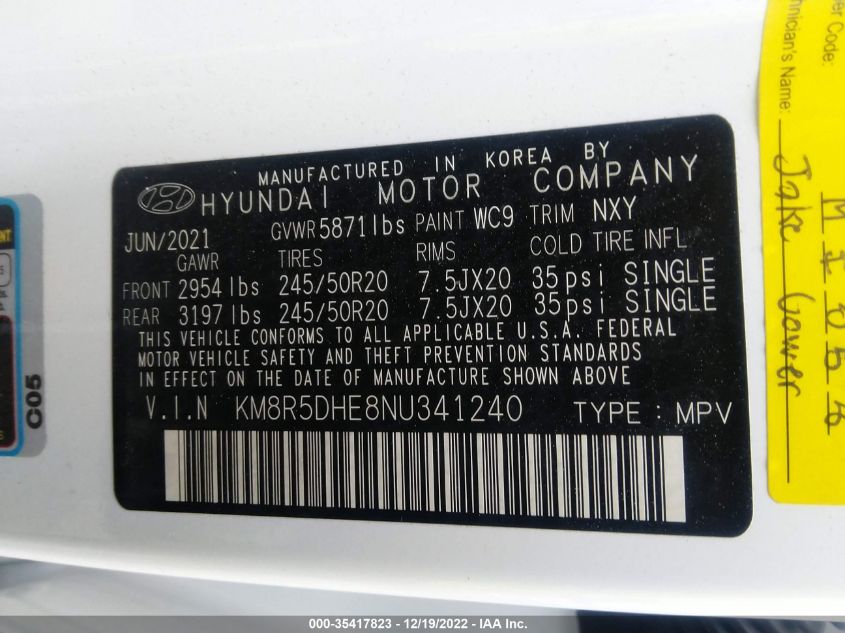 MANUFACTURED IN KOREA BY
HYUNDAI MOTOR COMPANY
JUN/2021 GVWR 5871 lbs PAINT WC9 TRIM NXY
GAWR TIRES RIMS COLD TIRE INFL
FRONT 2954 lbs 245/50R20 7.5JX20 35 psi SINGLE
REAR 3197 lbs 245/50R20 7.5JX20 35 psi SINGLE
THIS VEHICLE CONFORMS TO ALL APPLICABLE U.S.A. FEDERAL
MOTOR VEHICLE SAFETY AND THEFT PREVENTION STANDARDS
IN EFFECT ON THE DATE OF MANUFACTURE SHOWN ABOVE
V.I.N KM8R5DHE8NU341240 TYPE : MPV
C05
er Code:
hnician's Name: Jake Gower
000-35417823 - 12/19/2022 - IAA Inc.